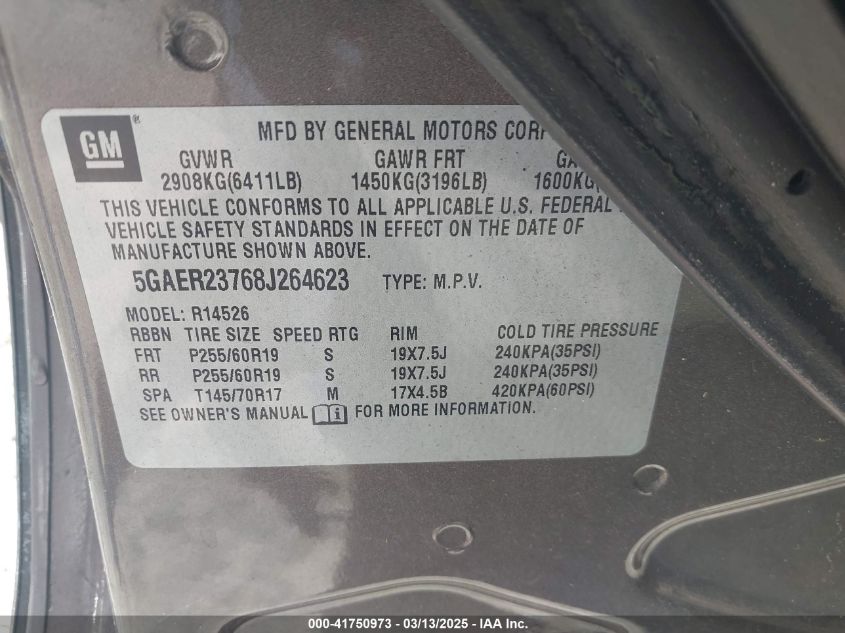 GM ®
MFD BY GENERAL MOTORS CORP
GVWR GAWR FRT
2908KG(6411LB) 1450KG(3196LB) 1600KG(
THIS VEHICLE CONFORMS TO ALL APPLICABLE U.S. FEDERAL
VEHICLE SAFETY STANDARDS IN EFFECT ON THE DATE OF
MANUFACTURE SHOWN ABOVE.
5GAER23768J264623 TYPE: M.P.V.
MODEL: R14526
RBBN TIRE SIZE SPEED RTG RIM COLD TIRE PRESSURE
FRT P255/60R19 S 19X7.5J 240KPA(35PSI)
RR P255/60R19 S 19X7.5J 240KPA(35PSI)
SPA T145/70R17 M 17X4.5B 420KPA(60PSI)
SEE OWNER'S MANUAL i FOR MORE INFORMATION.
000-41750973 - 03/13/2025 - IAA Inc.